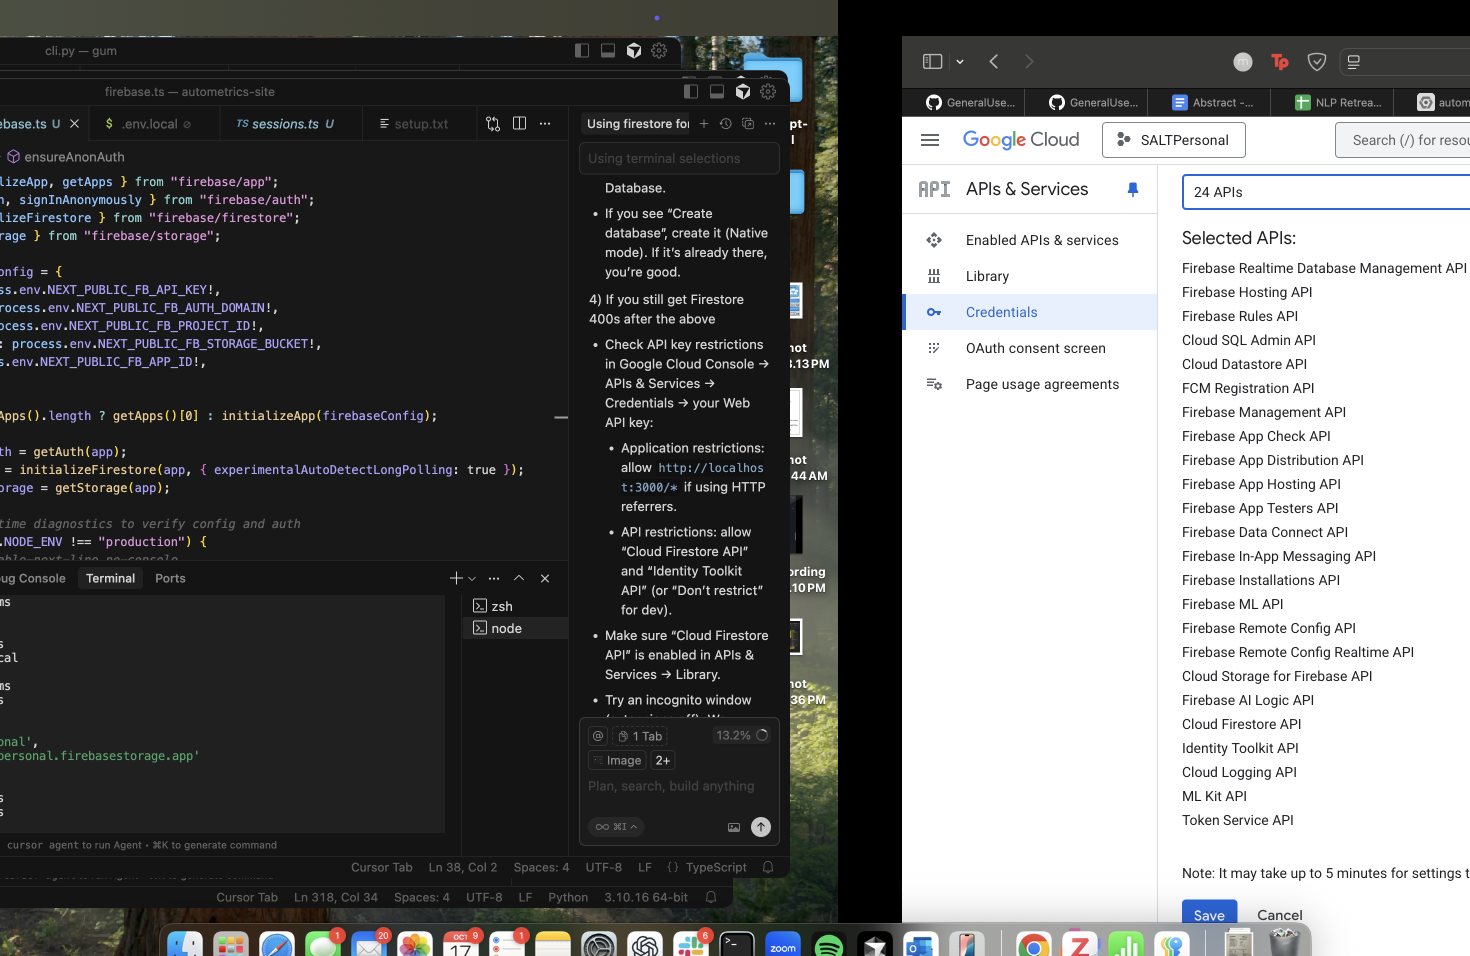 cli.py — gum
firebase.ts — autometrics-site
ebase.ts U
$ .env.local
TS sessions.ts U
setup.txt
ensureAnonAuth
lizeApp, getApps } from "firebase/app";
n, signInAnonymously } from "firebase/auth";
lizeFirestore } from "firebase/firestore";
rage } from "firebase/storage";
onfig = {
ss.env.NEXT_PUBLIC_FB_API_KEY!,
rocess.env.NEXT_PUBLIC_FB_AUTH_DOMAIN!,
ocess.env.NEXT_PUBLIC_FB_PROJECT_ID!,
: process.env.NEXT_PUBLIC_FB_STORAGE_BUCKET!,
s.env.NEXT_PUBLIC_FB_APP_ID!,
Apps().length ? getApps()[0] : initializeApp(firebaseConfig);
th = getAuth(app);
= initializeFirestore(app, { experimentalAutoDetectLongPolling: true });
orage = getStorage(app);
time diagnostics to verify config and auth
.NODE_ENV !== "production") {
able-next-line no-console
ug Console
Terminal
Ports
ms
s
cal
ms
s
onal',
personal.firebasestorage.app'
s
s
zsh
node
cursor agent to run Agent • ⌘K to generate command
Using firestore for
Using terminal selections
Database.
• If you see “Create
database”, create it (Native
mode). If it’s already there,
you’re good.
4) If you still get Firestore
400s after the above
• Check API key restrictions
in Google Cloud Console →
APIs & Services →
Credentials → your Web
API key:
• Application restrictions:
allow http://localhos
t:3000/* if using HTTP
referrers.
• API restrictions: allow
“Cloud Firestore API”
and “Identity Toolkit
API” (or “Don’t restrict”
for dev).
• Make sure “Cloud Firestore
API” is enabled in APIs &
Services → Library.
• Try an incognito window
@ 1 Tab
13.2%
Image
2+
Plan, search, build anything
∞ ⌘I
Cursor Tab Ln 38, Col 2 Spaces: 4 UTF-8 LF {} TypeScript
Cursor Tab Ln 318, Col 34 Spaces: 4 UTF-8 LF Python 3.10.16 64-bit
pt-
l
not
3.13 PM
not
44 AM
ording
.10 PM
not
36 PM
m
Tp
GeneralUse...
GeneralUse...
Abstract -...
NLP Retrea...
autom
Google Cloud
SALTPersonal
Search (/) for resou
API
APIs & Services
Enabled APIs & services
Library
Credentials
OAuth consent screen
Page usage agreements
24 APIs
Selected APIs:
Firebase Realtime Database Management API
Firebase Hosting API
Firebase Rules API
Cloud SQL Admin API
Cloud Datastore API
FCM Registration API
Firebase Management API
Firebase App Check API
Firebase App Distribution API
Firebase App Hosting API
Firebase App Testers API
Firebase Data Connect API
Firebase In-App Messaging API
Firebase Installations API
Firebase ML API
Firebase Remote Config API
Firebase Remote Config Realtime API
Cloud Storage for Firebase API
Firebase AI Logic API
Cloud Firestore API
Identity Toolkit API
Cloud Logging API
ML Kit API
Token Service API
Note: It may take up to 5 minutes for settings t
Save
Cancel
1
20
OCT
17
9
1
6
zoom
Z